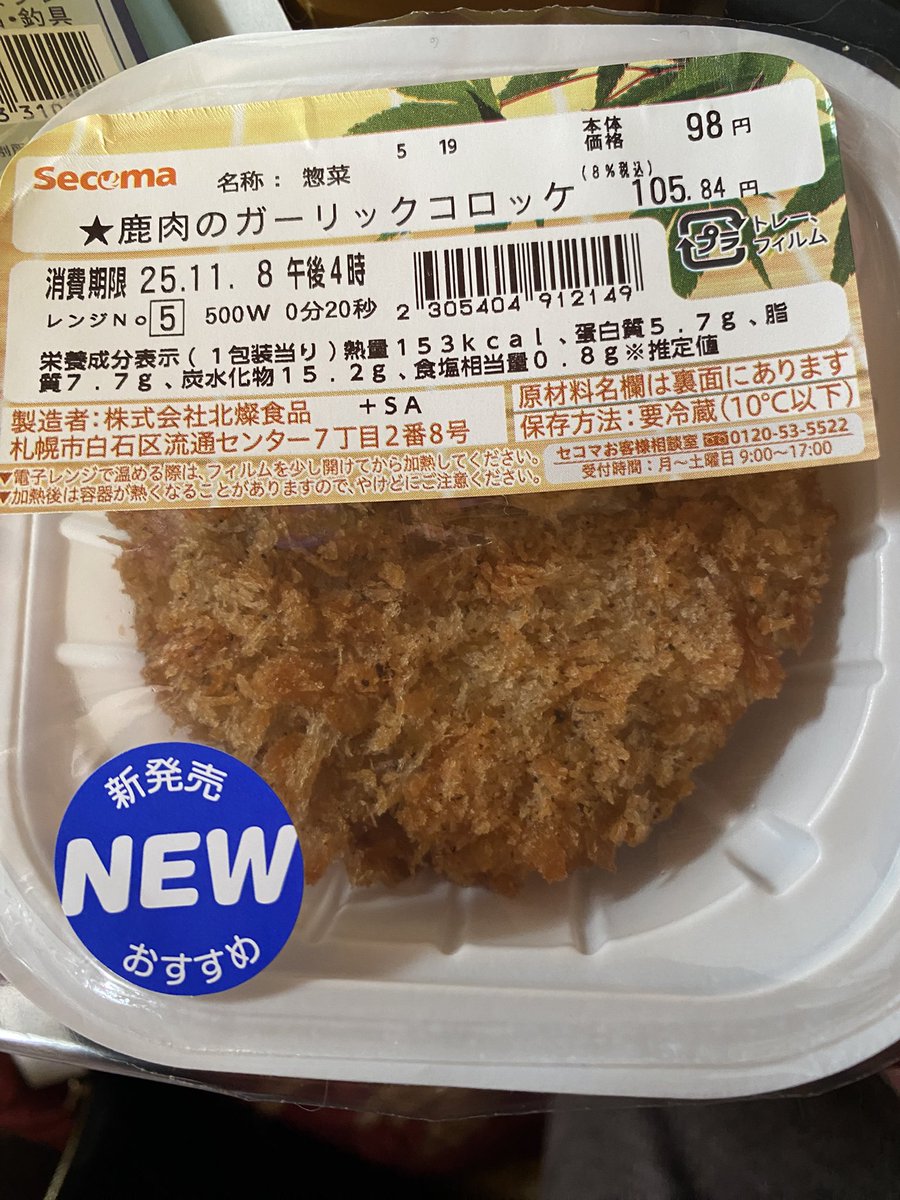 ・釣具
Secoma
名称：惣菜
5 19
本体価格 98円
★鹿肉のガーリックコロッケ
(8%税込) 105.84円
プラ
トレー、フィルム
消費期限 25.11. 8 午後4時
レンジNo 5 500W 0分20秒
2 305404 912149
栄養成分表示(1包装当り)熱量153kcal、蛋白質5.7g、脂
質7.7g、炭水化物15.2g、食塩相当量0.8g※推定値
製造者:株式会社北燦食品 +SA
札幌市白石区流通センター7丁目2番8号
原材料名欄は裏面にあります
保存方法:要冷蔵(10℃以下)
セコマお客様相談室 0120-53-5522
受付時間:月～土曜日 9:00～17:00
▼電子レンジで温める際は、フィルムを少し開けてから加熱してください。
▼加熱後は容器が熱くなることがありますので、やけどにご注意ください。
新発売
NEW
おすすめ